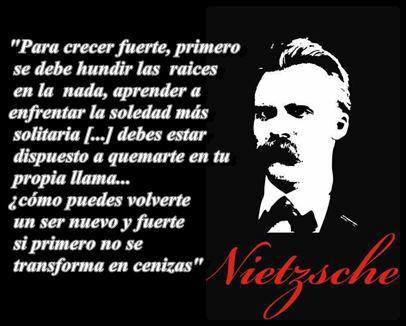 "Para crecer fuerte, primero
se debe hundir las raices
en la nada, aprender a
enfrentar la soledad más
solitaria [...] debes estar
dispuesto a quemarte en tu
propia llama...
¿cómo puedes volverte
un ser nuevo y fuerte
si primero no se
transforma en cenizas"
Nietzsche